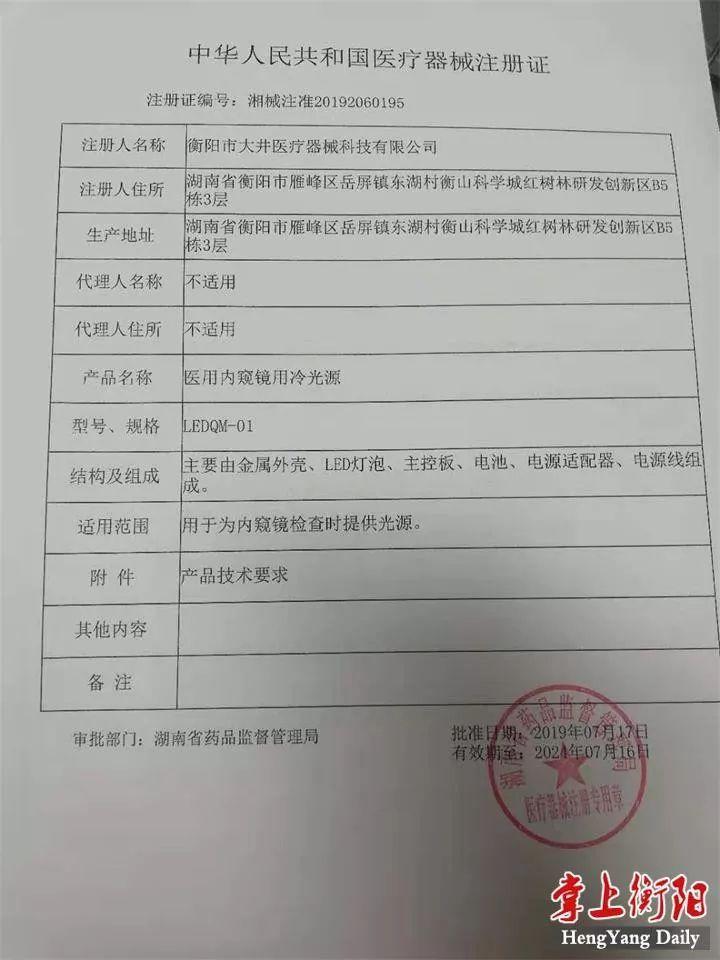 中华人民共和国医疗器械注册证
注册证编号：湘械注准20192060195
注册人名称 衡阳市大井医疗器械科技有限公司
注册人住所 湖南省衡阳市雁峰区岳屏镇东湖村衡山科学城红树林研发创新区B5
栋3层
生产地址 湖南省衡阳市雁峰区岳屏镇东湖村衡山科学城红树林研发创新区B5
栋3层
代理人名称 不适用
代理人住所 不适用
产品名称 医用内窥镜用冷光源
型号、规格 LEDQM-01
结构及组成 主要由金属外壳、LED灯泡、主控板、电池、电源适配器、电源线组
成。
适用范围 用于为内窥镜检查时提供光源。
附 件 产品技术要求
其他内容
备 注
审批部门：湖南省药品监督管理局
批准日期：2019年07月17日
有效期至：2024年07月16日
湖南省药品监督管理局
医疗器械注册专用章
掌上衡阳
HengYang Daily